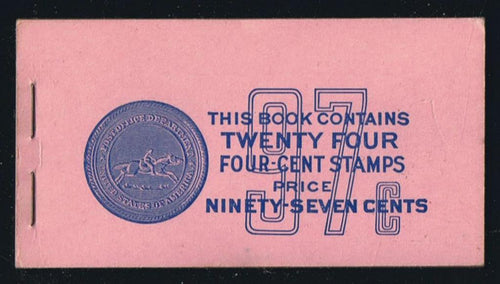 POST OFFICE DEPARTMENT
UNITED STATES OF AMERICA
97c
THIS BOOK CONTAINS
TWENTY FOUR
FOUR-CENT STAMPS
PRICE
NINETY-SEVEN CENTS